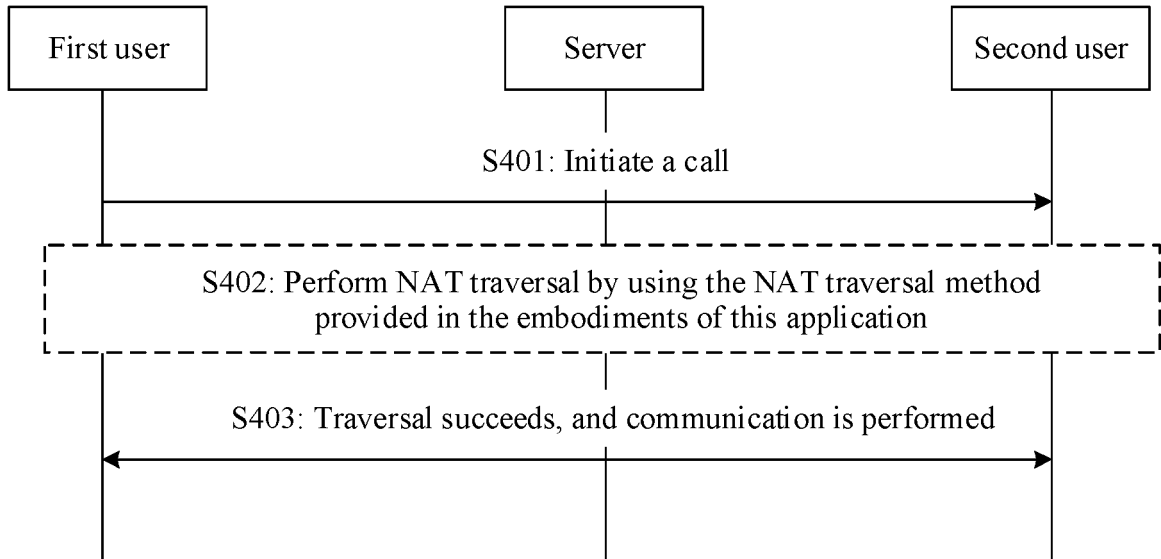 First user
Server
Second user
S401: Initiate a call
S402: Perform NAT traversal by using the NAT traversal method
provided in the embodiments of this application
S403: Traversal succeeds, and communication is performed